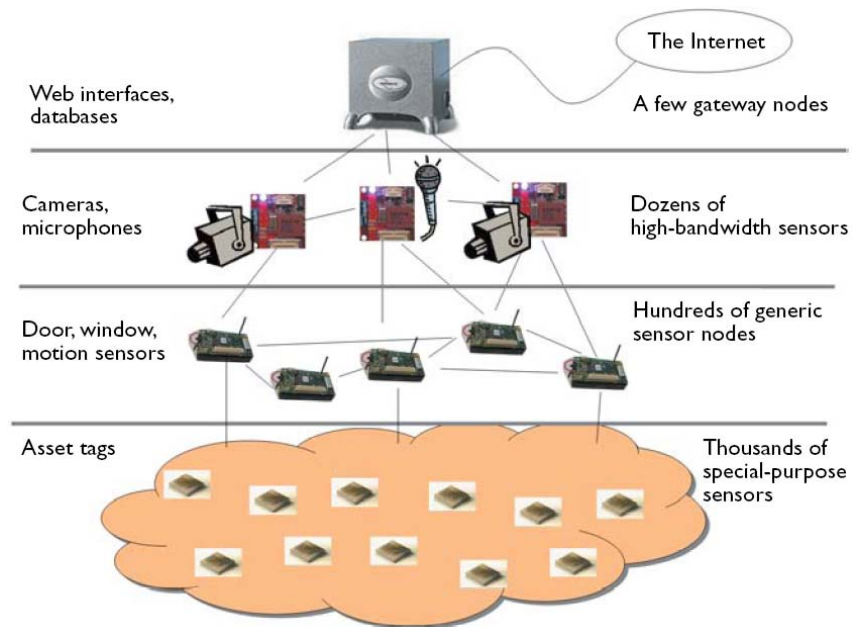 The Internet
Web interfaces,
databases
A few gateway nodes
Cameras,
microphones
Dozens of
high-bandwidth sensors
Door, window,
motion sensors
Hundreds of generic
sensor nodes
Asset tags
Thousands of
special-purpose
sensors